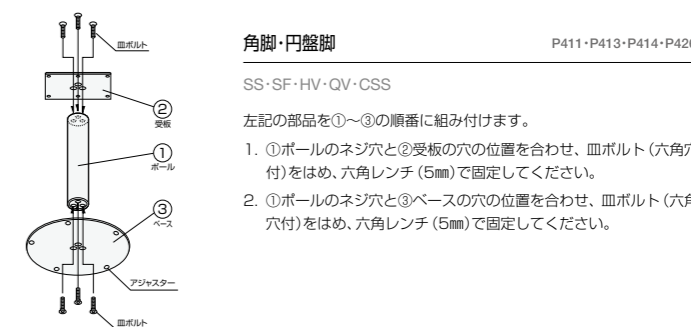 皿ボルト
②
受板
①
ポール
③
ベース
アジャスター
皿ボルト
角脚・円盤脚
P411・P413・P414・P420
SS・SF・HV・QV・CSS
左記の部品を①〜③の順番に組み付けます。
1. ①ポールのネジ穴と②受板の穴の位置を合わせ、皿ボルト(六角穴
付)をはめ、六角レンチ(5㎜)で固定してください。
2. ①ポールのネジ穴と③ベースの穴の位置を合わせ、皿ボルト(六角
穴付)をはめ、六角レンチ(5㎜)で固定してください。